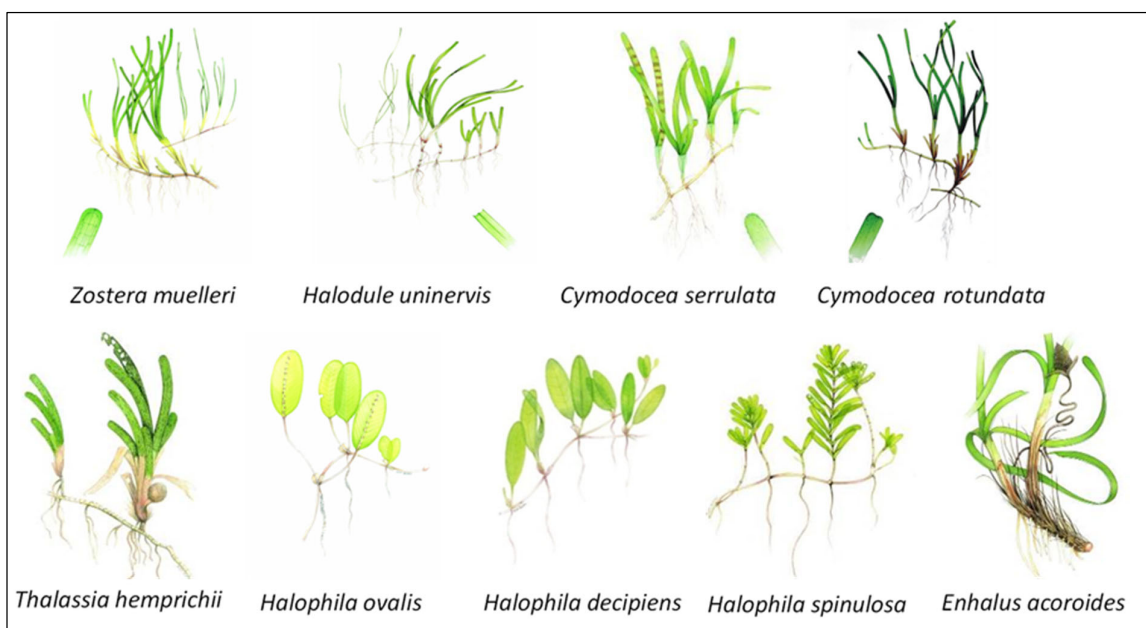 Zostera muelleri
Halodule uninervis
Cymodocea serrulata
Cymodocea rotundata
Thalassia hemprichii
Halophila ovalis
Halophila decipiens
Halophila spinulosa
Enhalus acoroides